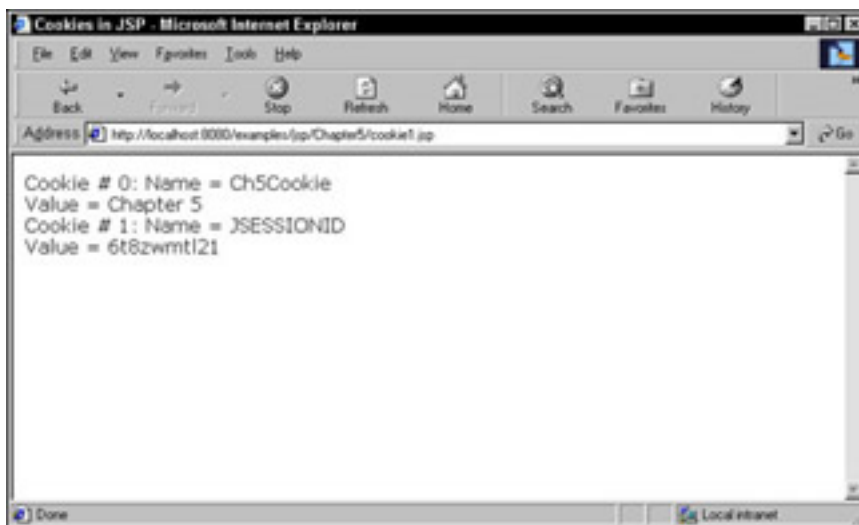 Cookies in JSP - Microsoft Internet Explorer
File Edit View Favorites Tools Help
Back Forward Stop Refresh Home Search Favorites History
Address http://localhost:8080/examples/jsp/Chapter5/cookie1.jsp Go
Cookie # 0: Name = Ch5Cookie
Value = Chapter 5
Cookie # 1: Name = JSESSIONID
Value = 6t8zwmtl21
Done Local intranet